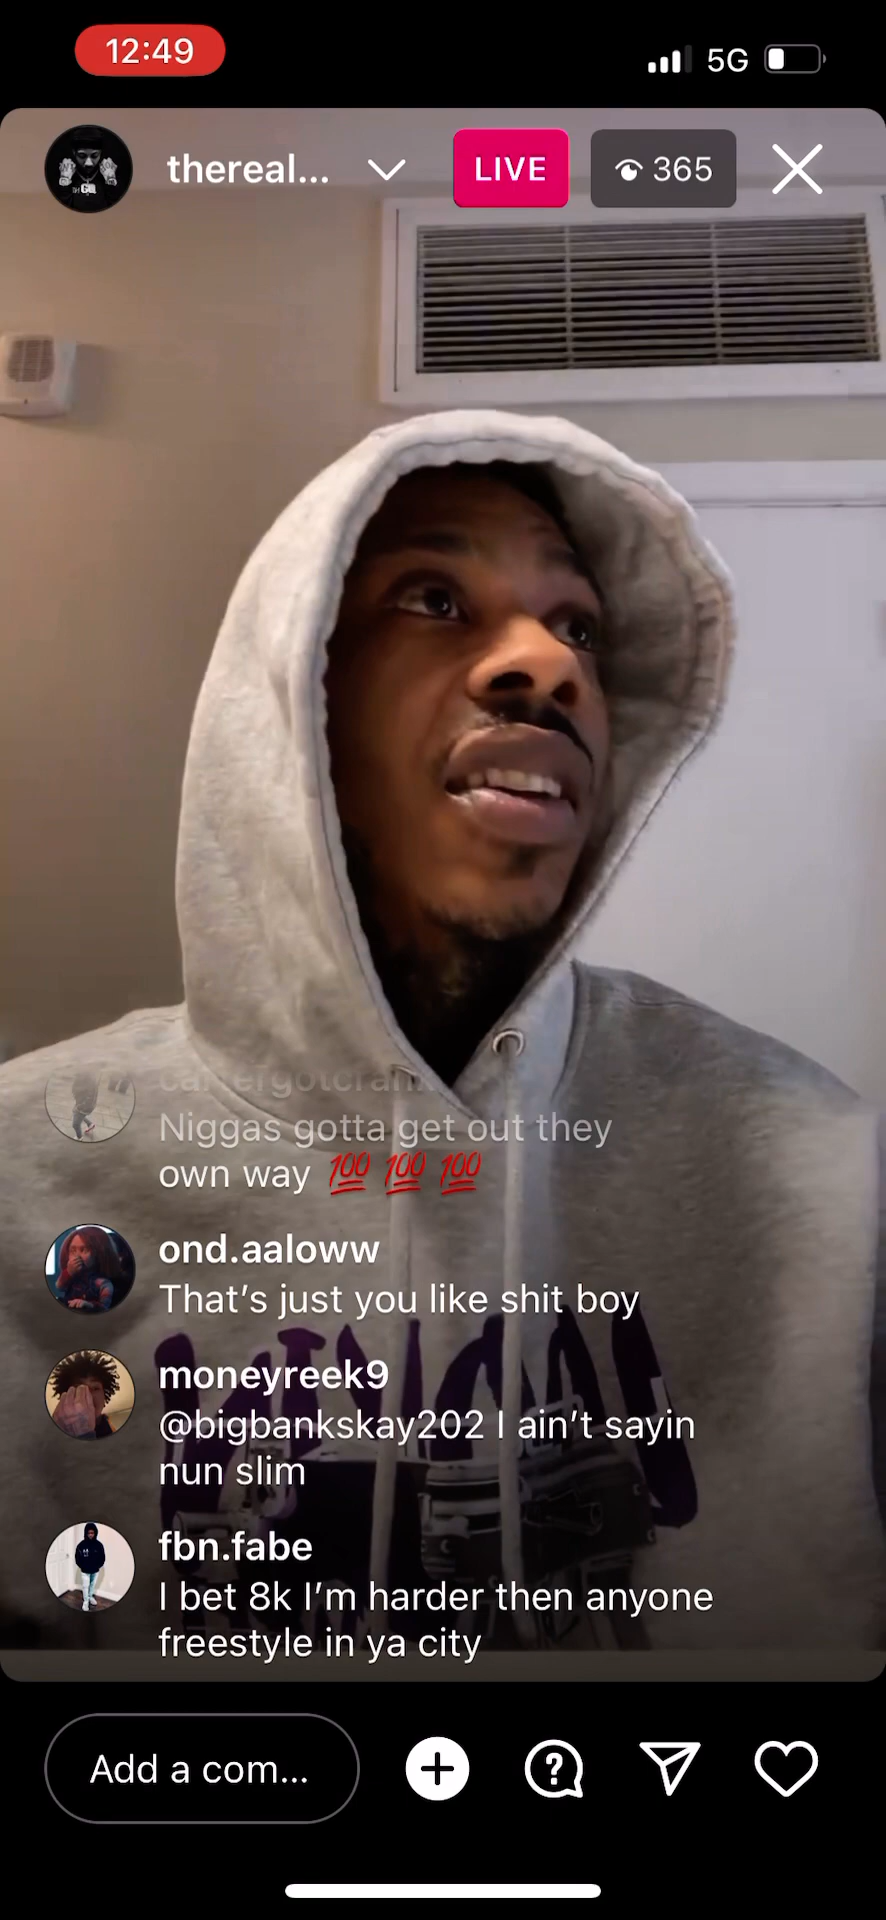 12:49
5G
thereal...
LIVE
365
cartergotcrank
Niggas gotta get out they
own way 💯 💯 💯
ond.aaloww
That's just you like shit boy
moneyreek9
@bigbankskay202 I ain't sayin
nun slim
fbn.fabe
I bet 8k I'm harder then anyone
freestyle in ya city
Add a com...